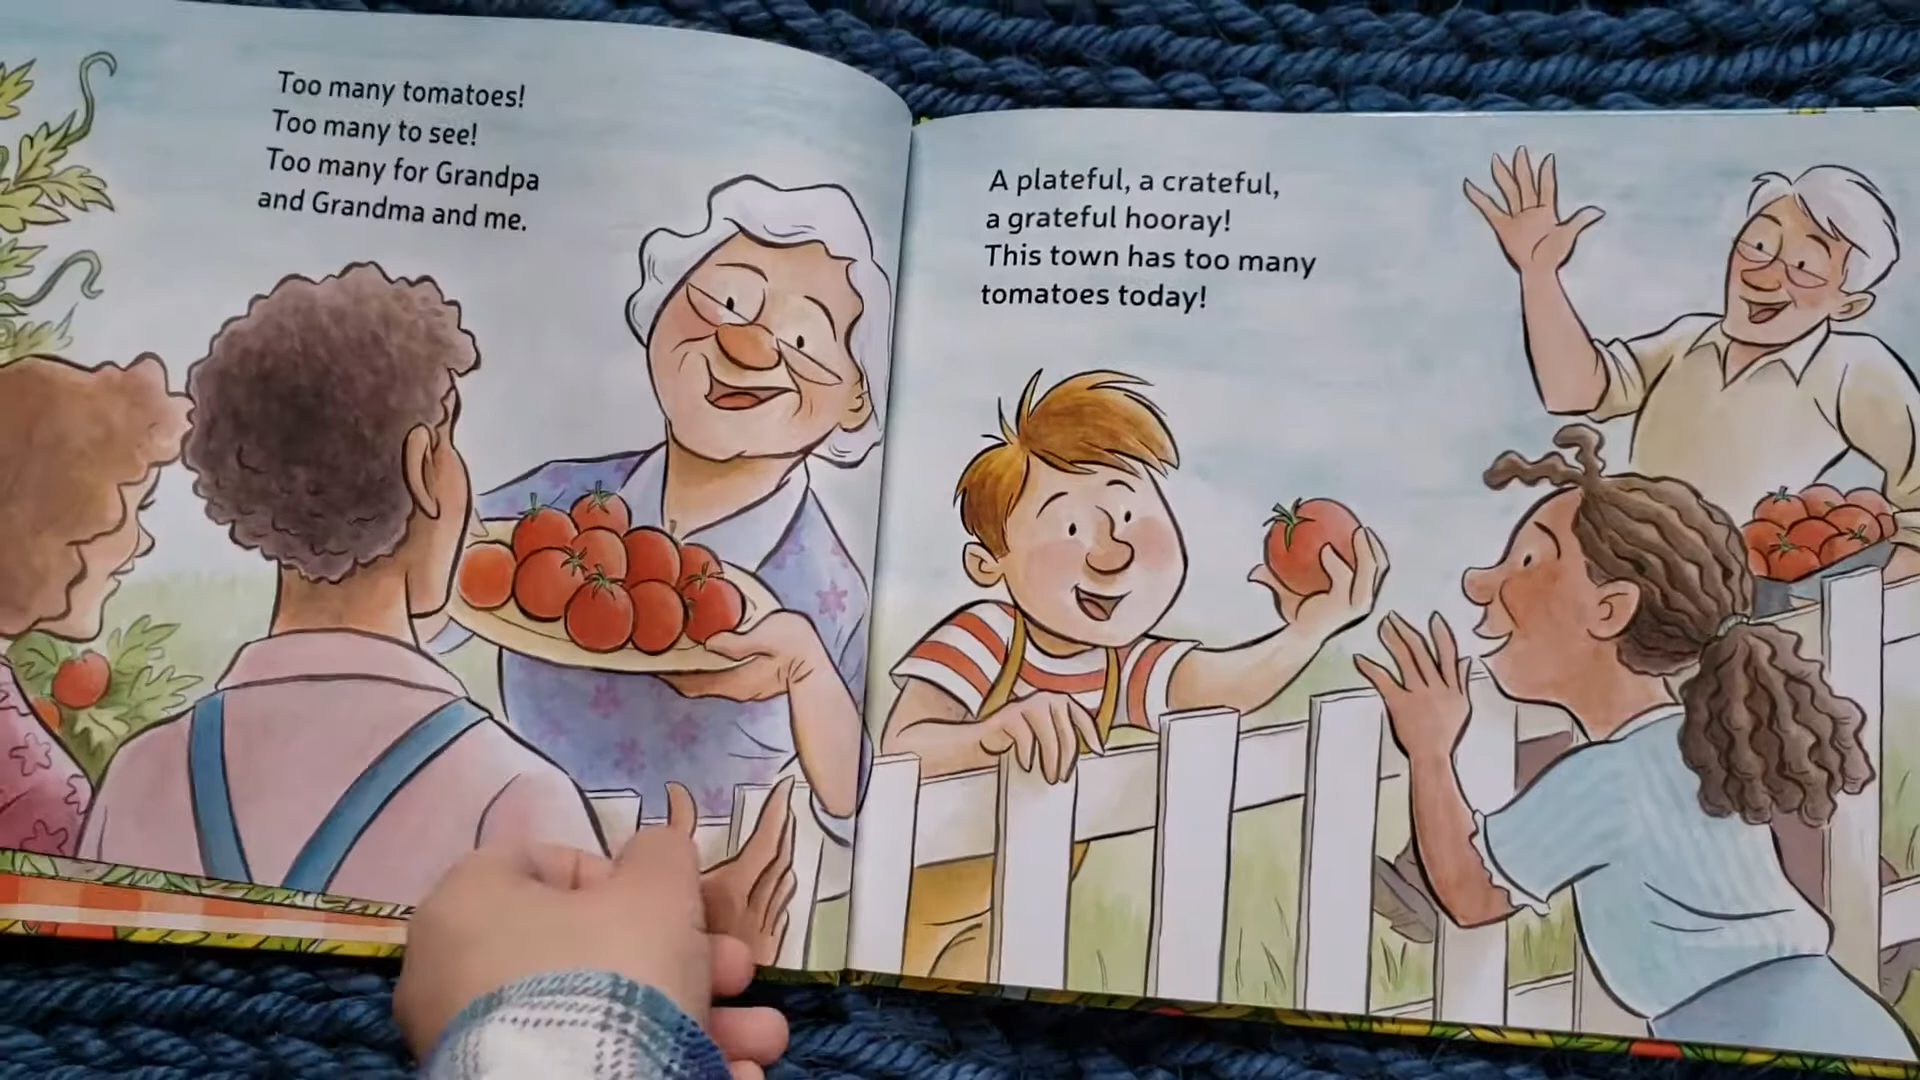 Too many tomatoes!
Too many to see!
Too many for Grandpa
and Grandma and me.
A plateful, a crateful,
a grateful hooray!
This town has too many
tomatoes today!